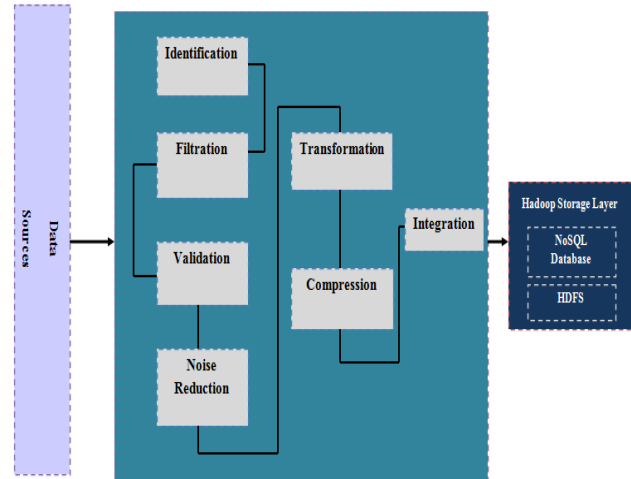 Data
Sources
Identification
Filtration
Validation
Noise
Reduction
Transformation
Compression
Integration
Hadoop Storage Layer
NoSQL
Database
HDFS